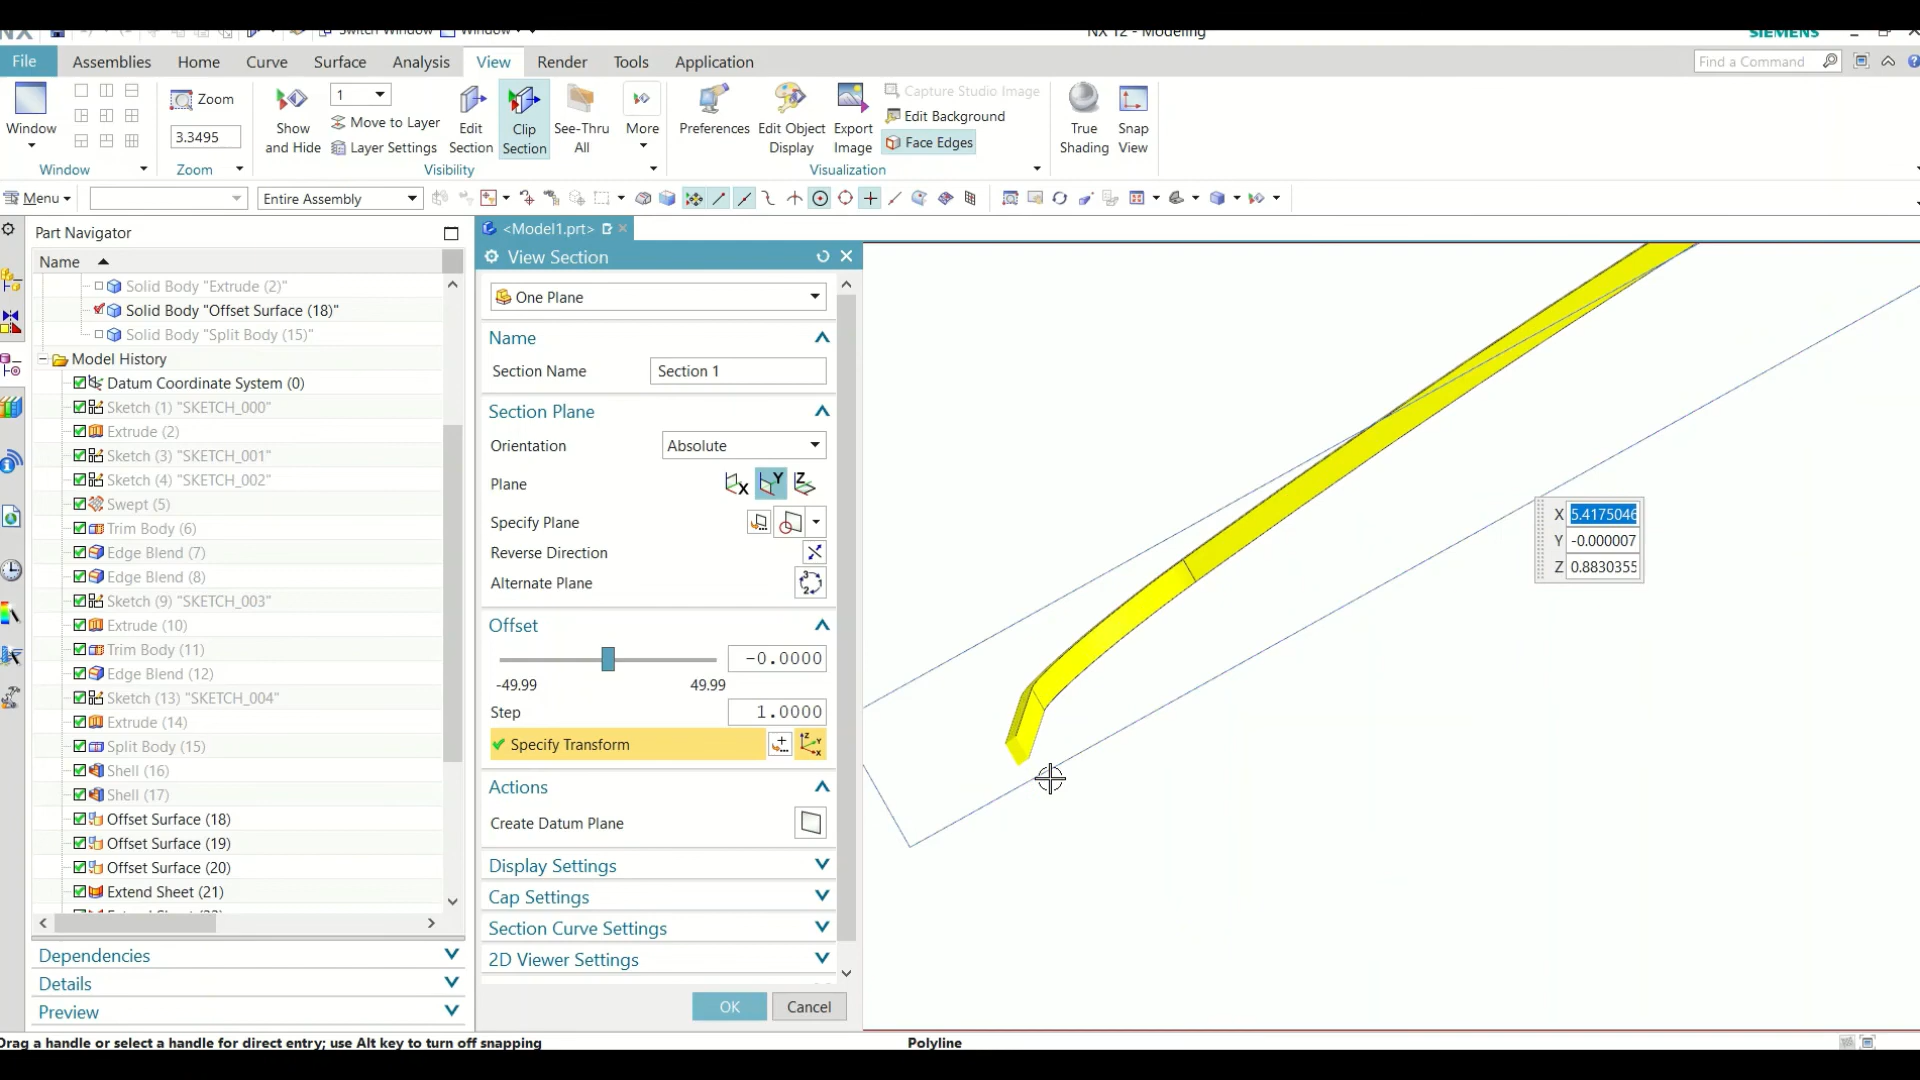 NX
Switch Window
Window
NX 12 - Modeling
SIEMENS
File
Assemblies
Home
Curve
Surface
Analysis
View
Render
Tools
Application
Find a Command
Window
Zoom
3.3495
Show
and Hide
1
Move to Layer
Layer Settings
Edit
Section
Clip
Section
See-Thru
All
More
Preferences
Edit Object
Display
Export
Image
Capture Studio Image
Edit Background
Face Edges
True
Shading
Snap
View
Window
Zoom
Visibility
Visualization
Menu
Entire Assembly
Part Navigator
Name
Solid Body "Extrude (2)"
Solid Body "Offset Surface (18)"
Solid Body "Split Body (15)"
Model History
Datum Coordinate System (0)
Sketch (1) "SKETCH_000"
Extrude (2)
Sketch (3) "SKETCH_001"
Sketch (4) "SKETCH_002"
Swept (5)
Trim Body (6)
Edge Blend (7)
Edge Blend (8)
Sketch (9) "SKETCH_003"
Extrude (10)
Trim Body (11)
Edge Blend (12)
Sketch (13) "SKETCH_004"
Extrude (14)
Split Body (15)
Shell (16)
Shell (17)
Offset Surface (18)
Offset Surface (19)
Offset Surface (20)
Extend Sheet (21)
Dependencies
Details
Preview
<Model1.prt>
View Section
One Plane
Name
Section Name
Section 1
Section Plane
Orientation
Absolute
Plane
X
Y
Z
Specify Plane
Reverse Direction
Alternate Plane
Offset
-0.0000
-49.99
49.99
Step
1.0000
Specify Transform
Actions
Create Datum Plane
Display Settings
Cap Settings
Section Curve Settings
2D Viewer Settings
OK
Cancel
X 5.4175046
Y -0.000007
Z 0.8830355
Drag a handle or select a handle for direct entry; use Alt key to turn off snapping
Polyline